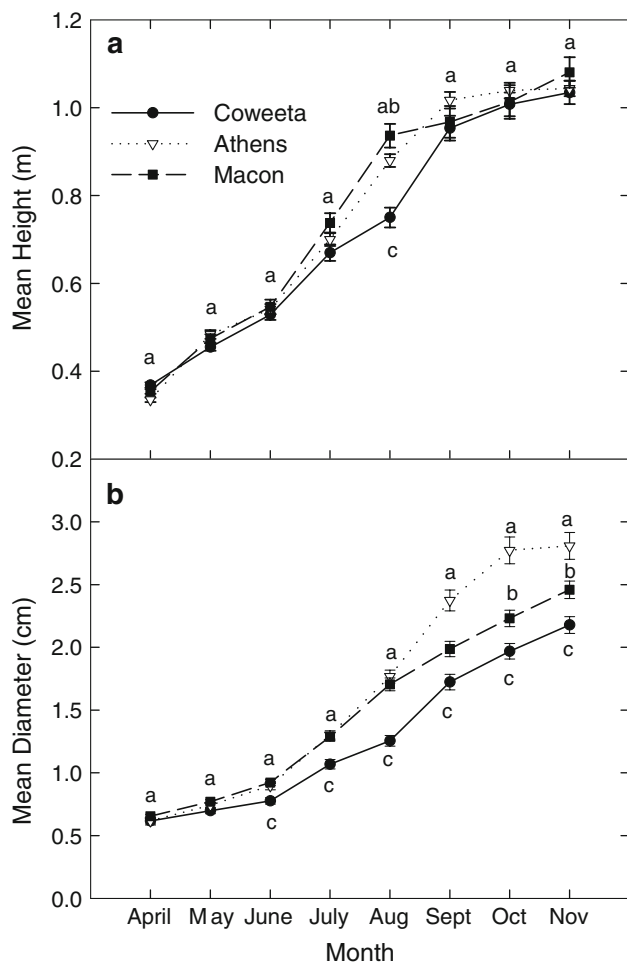 a
Coweeta
Athens
Macon
1.2
1.0
0.8
0.6
0.4
0.2
Mean Height (m)
a
a
a
a
ab
c
a
a
a
b
3.0
2.5
2.0
1.5
1.0
0.5
0.0
Mean Diameter (cm)
a
a
a
c
a
c
a
c
a
c
a
b
c
a
b
c
April May June July Aug Sept Oct Nov
Month